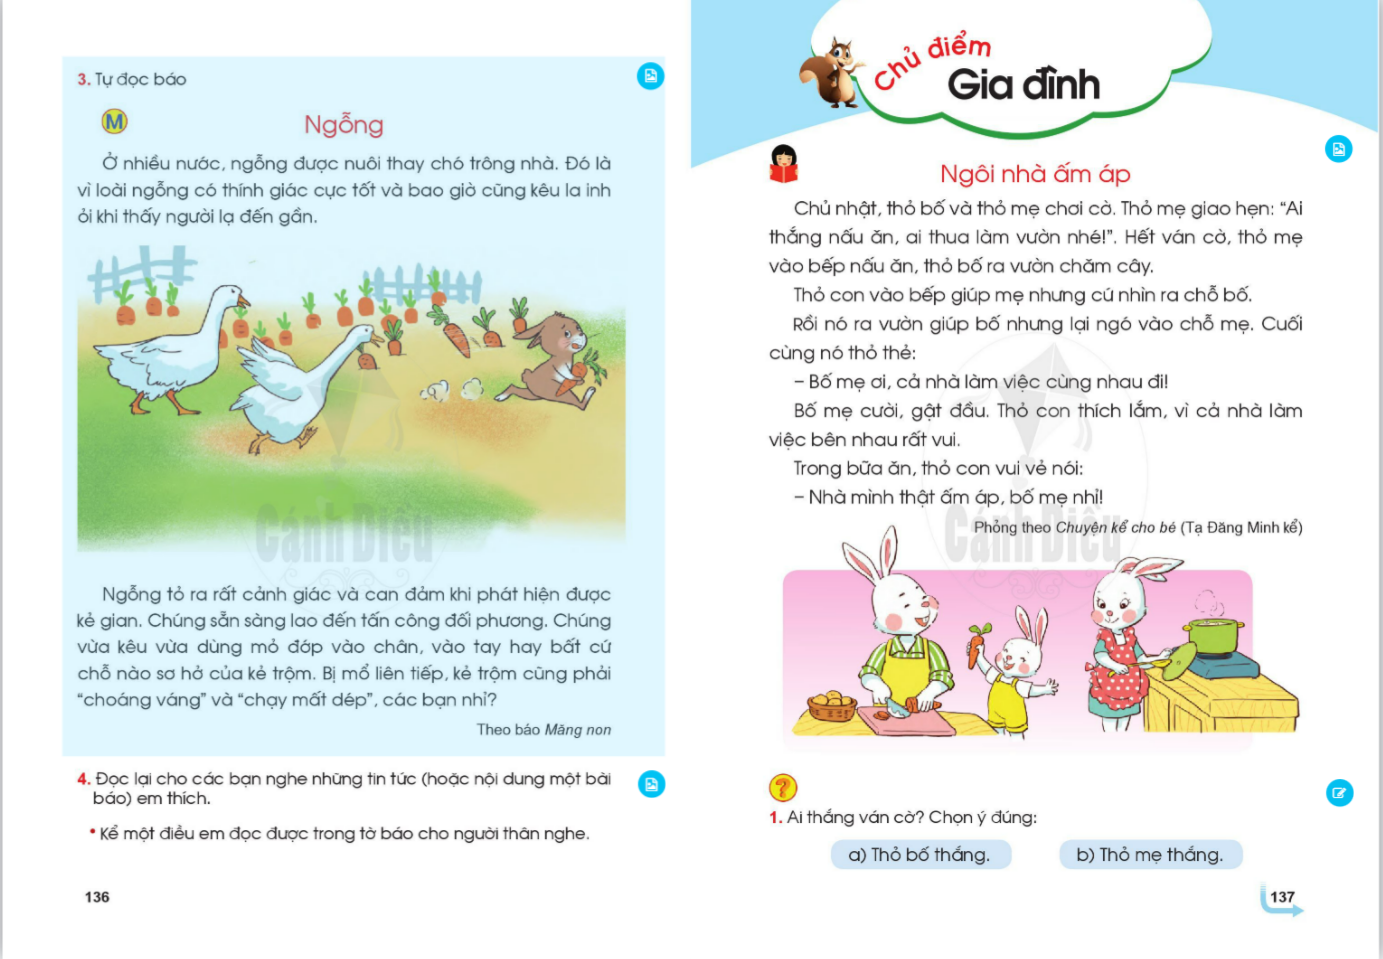 3. Tự đọc báo
M
Ngỗng
Ở nhiều nước, ngỗng được nuôi thay chó trông nhà. Đó là
vì loài ngỗng có thính giác cực tốt và bao giờ cũng kêu la inh
ỏi khi thấy người lạ đến gần.
Cánh Diều
Ngỗng tỏ ra rất cảnh giác và can đảm khi phát hiện được
kẻ gian. Chúng sẵn sàng lao đến tấn công đối phương. Chúng
vừa kêu vừa dùng mỏ đớp vào chân, vào tay hay bất cứ
chỗ nào sơ hở của kẻ trộm. Bị mổ liên tiếp, kẻ trộm cũng phải
“choáng váng” và “chạy mất dép”, các bạn nhỉ?
Theo báo Măng non
4. Đọc lại cho các bạn nghe những tin tức (hoặc nội dung một bài
báo) em thích.
• Kể một điều em đọc được trong tờ báo cho người thân nghe.
136
Chủ điểm
Gia đình
Ngôi nhà ấm áp
Chủ nhật, thỏ bố và thỏ mẹ chơi cờ. Thỏ mẹ giao hẹn: “Ai
thắng nấu ăn, ai thua làm vườn nhé!”. Hết ván cờ, thỏ mẹ
vào bếp nấu ăn, thỏ bố ra vườn chăm cây.
Thỏ con vào bếp giúp mẹ nhưng cứ nhìn ra chỗ bố.
Rồi nó ra vườn giúp bố nhưng lại ngó vào chỗ mẹ. Cuối
cùng nó thỏ thẻ:
– Bố mẹ ơi, cả nhà làm việc cùng nhau đi!
Bố mẹ cười, gật đầu. Thỏ con thích lắm, vì cả nhà làm
việc bên nhau rất vui.
Trong bữa ăn, thỏ con vui vẻ nói:
– Nhà mình thật ấm áp, bố mẹ nhỉ!
Phỏng theo Chuyện kể cho bé (Tạ Đăng Minh kể)
Cánh Diều
?
1. Ai thắng ván cờ? Chọn ý đúng:
a) Thỏ bố thắng.
b) Thỏ mẹ thắng.
137